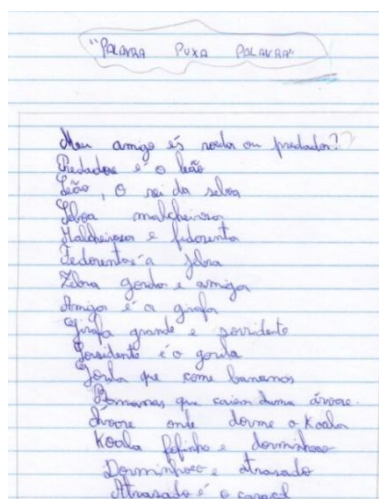 "PALAVRA PUXA PALAVRA"
Meu amigo és roedor ou predador?
Predador é o leão
Leão, o rei da selva
Selva malcheirosa
Malcheirosa e fedorenta
Fedorenta é a zebra
Zebra gorda e amiga
Amiga é a girafa
Girafa grande e sorridente
Sorridente é o gorila
Gorila que come bananas
Bananas que caiem duma árvore.
Árvore onde dorme o Koala
Koala fofinho e dorminhoco
Dorminhoco e atrasado
Atrasado é o caracol